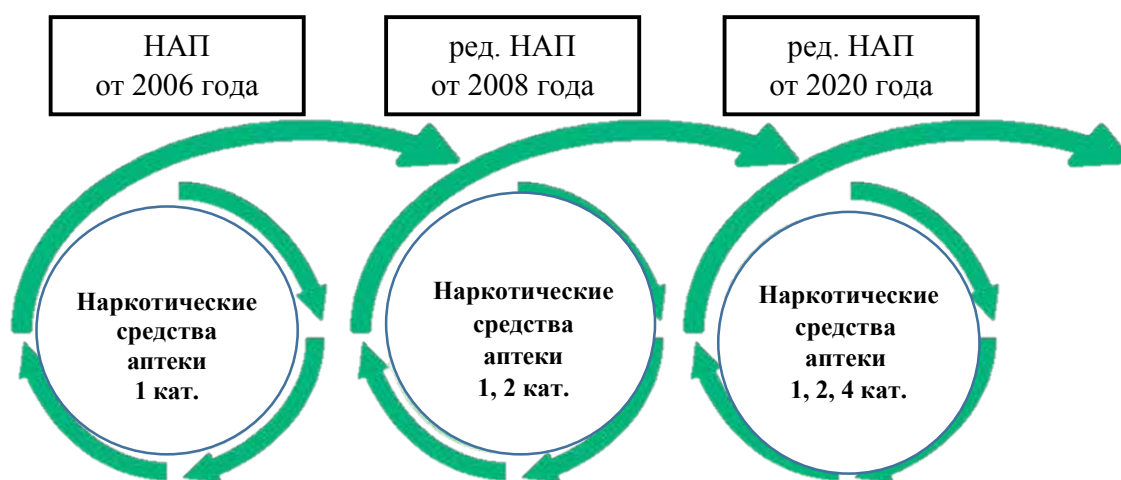 НАП
от 2006 года
ред. НАП
от 2008 года
ред. НАП
от 2020 года
Наркотические
средства
аптеки
1 кат.
Наркотические
средства
аптеки
1, 2 кат.
Наркотические
средства
аптеки
1, 2, 4 кат.